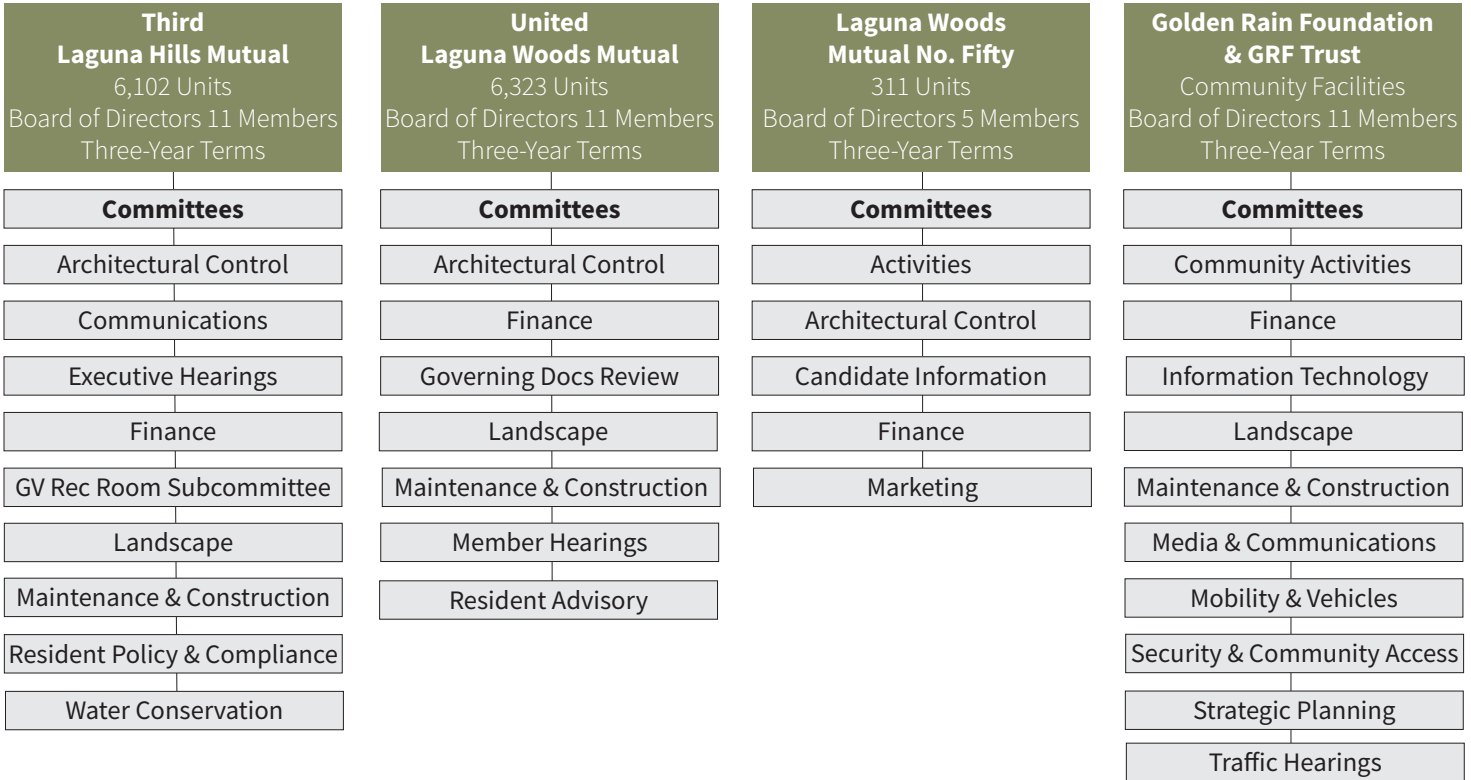 Third
Laguna Hills Mutual
6,102 Units
Board of Directors 11 Members
Three-Year Terms
Committees
Architectural Control
Communications
Executive Hearings
Finance
GV Rec Room Subcommittee
Landscape
Maintenance & Construction
Resident Policy & Compliance
Water Conservation
United
Laguna Woods Mutual
6,323 Units
Board of Directors 11 Members
Three-Year Terms
Committees
Architectural Control
Finance
Governing Docs Review
Landscape
Maintenance & Construction
Member Hearings
Resident Advisory
Laguna Woods
Mutual No. Fifty
311 Units
Board of Directors 5 Members
Three-Year Terms
Committees
Activities
Architectural Control
Candidate Information
Finance
Marketing
Golden Rain Foundation
& GRF Trust
Community Facilities
Board of Directors 11 Members
Three-Year Terms
Committees
Community Activities
Finance
Information Technology
Landscape
Maintenance & Construction
Media & Communications
Mobility & Vehicles
Security & Community Access
Strategic Planning
Traffic Hearings